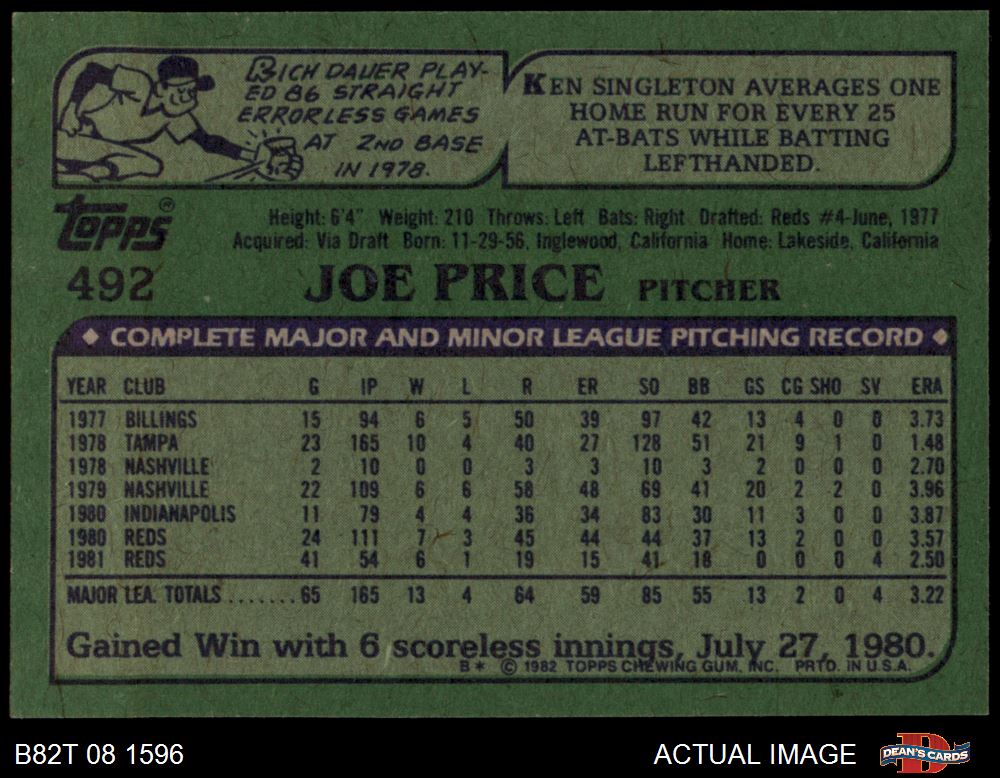 RICH DAUER PLAY-
ED 86 STRAIGHT
ERRORLESS GAMES
AT 2ND BASE
IN 1978.
KEN SINGLETON AVERAGES ONE
HOME RUN FOR EVERY 25
AT-BATS WHILE BATTING
LEFTHANDED.
topps®
Height: 6'4" Weight: 210 Throws: Left Bats: Right Drafted: Reds #4-June, 1977
Acquired: Via Draft Born: 11-29-56, Inglewood, California Home: Lakeside, California
492 JOE PRICE PITCHER
◆ COMPLETE MAJOR AND MINOR LEAGUE PITCHING RECORD ◆
YEAR CLUB G IP W L R ER SO BB GS CG SHO SV ERA
1977 BILLINGS 15 94 6 5 50 39 97 42 13 4 0 0 3.73
1978 TAMPA 23 165 10 4 40 27 128 51 21 9 1 0 1.48
1978 NASHVILLE 2 10 0 0 3 3 10 3 2 0 0 0 2.70
1979 NASHVILLE 22 109 6 6 58 48 69 41 20 2 2 0 3.96
1980 INDIANAPOLIS 11 79 4 4 36 34 83 30 11 3 0 0 3.87
1980 REDS 24 111 7 3 45 44 44 37 13 2 0 0 3.57
1981 REDS 41 54 6 1 19 15 41 18 0 0 0 4 2.50
MAJOR LEA. TOTALS .......65 165 13 4 64 59 85 55 13 2 0 4 3.22
Gained Win with 6 scoreless innings, July 27, 1980.
B* © 1982 TOPPS CHEWING GUM, INC. PRTD. IN U.S.A.
B82T 08 1596 ACTUAL IMAGE DEAN'S CARDS